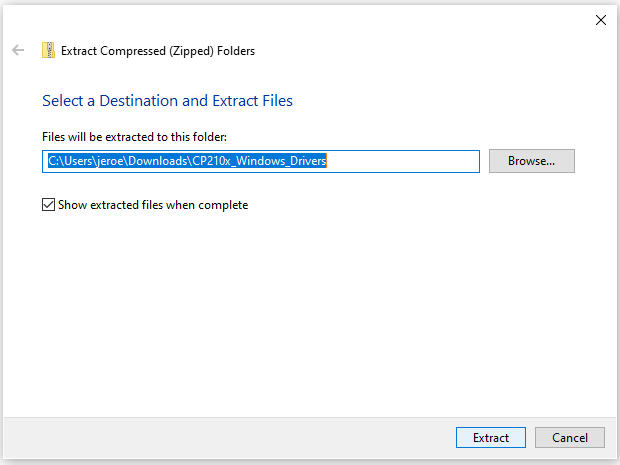 Extract Compressed (Zipped) Folders
Select a Destination and Extract Files
Files will be extracted to this folder:
C:\Users\jeroe\Downloads\CP210x_Windows_Drivers
Browse...
Show extracted files when complete
Extract
Cancel